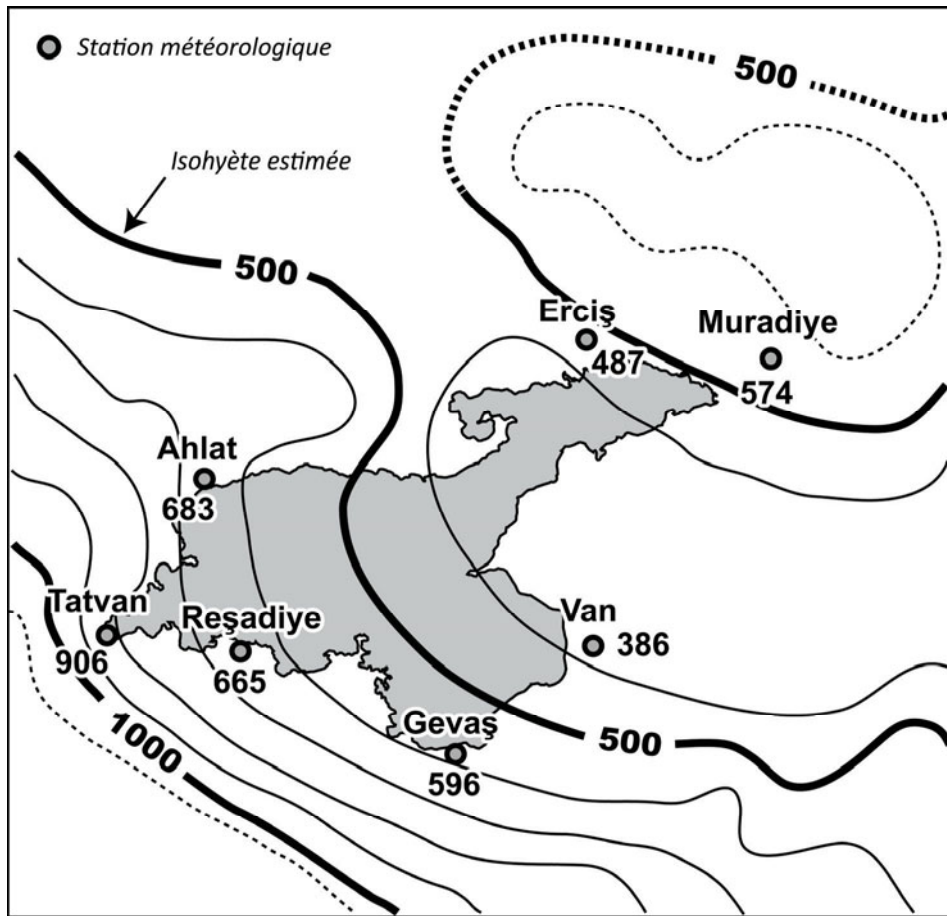 Station météorologique
500
Isohyète estimée
500
Erciş
487
Muradiye
574
Ahlat
683
Tatvan
906
Reşadiye
665
Van
386
Gevaş
596
500
1000